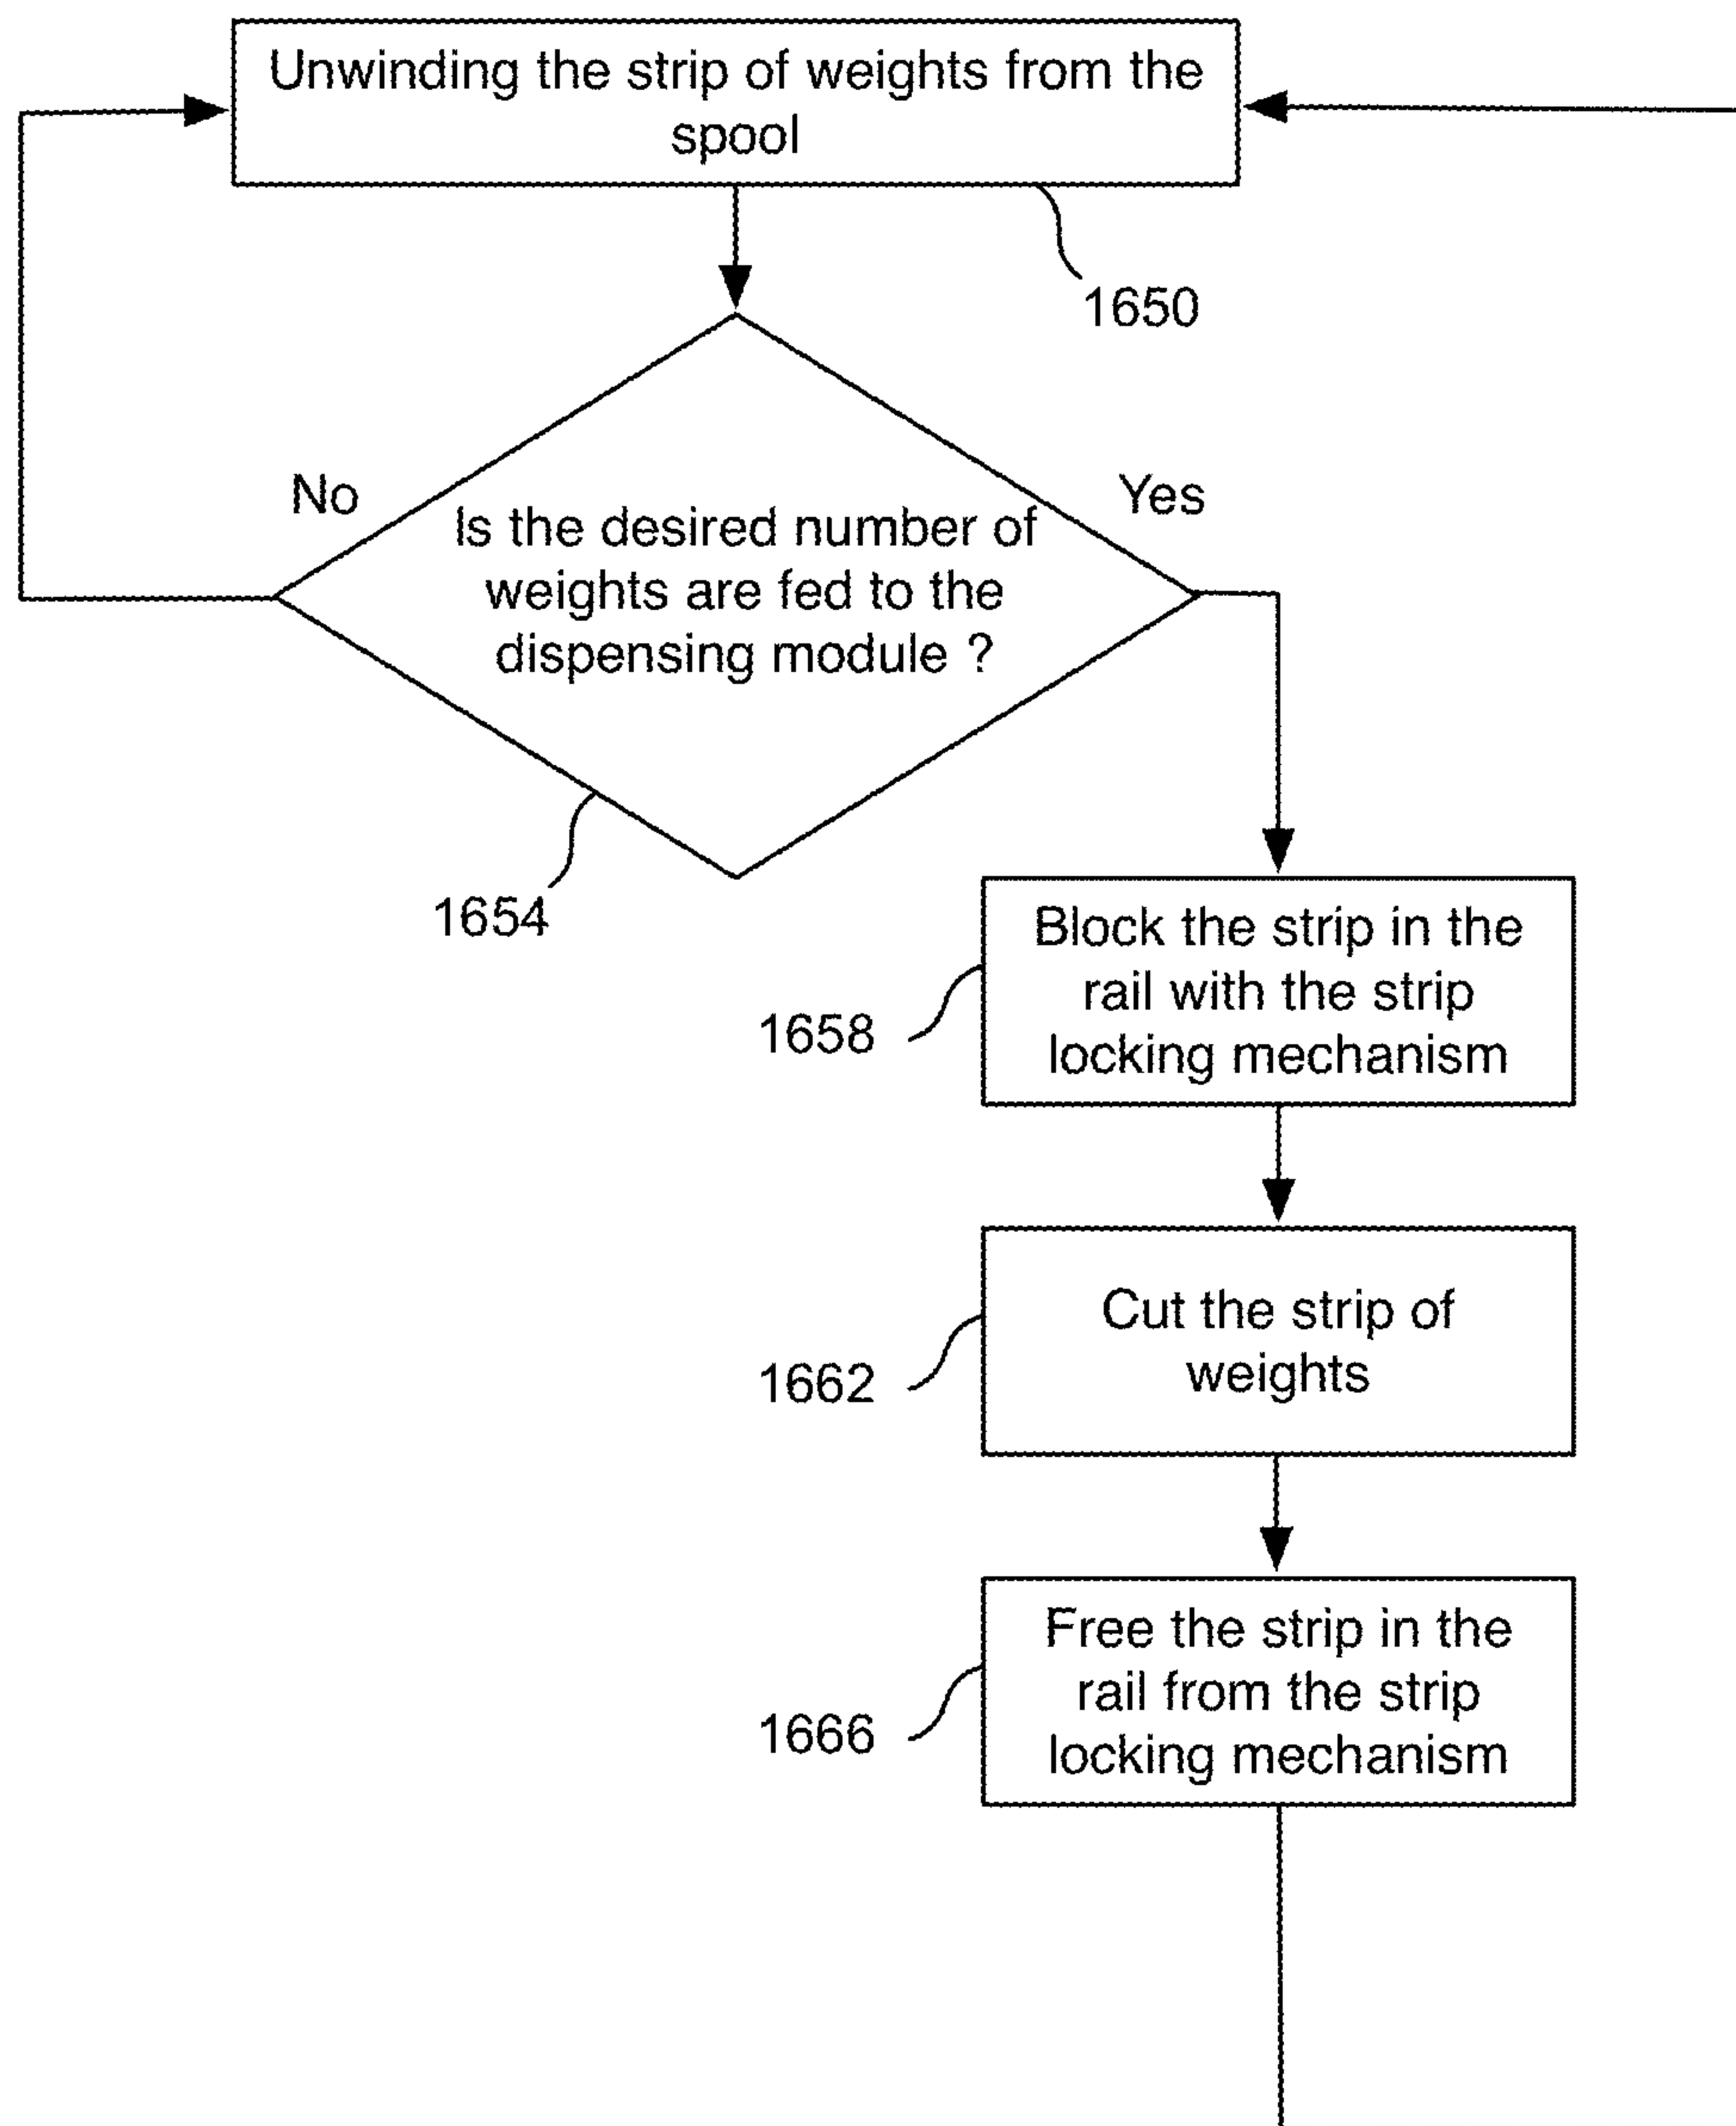 Unwinding the strip of weights from the
spool
1650
No
Yes
Is the desired number of
weights are fed to the
dispensing module ?
1654
Block the strip in the
rail with the strip
locking mechanism
1658
Cut the strip of
weights
1662
Free the strip in the
rail from the strip
locking mechanism
1666